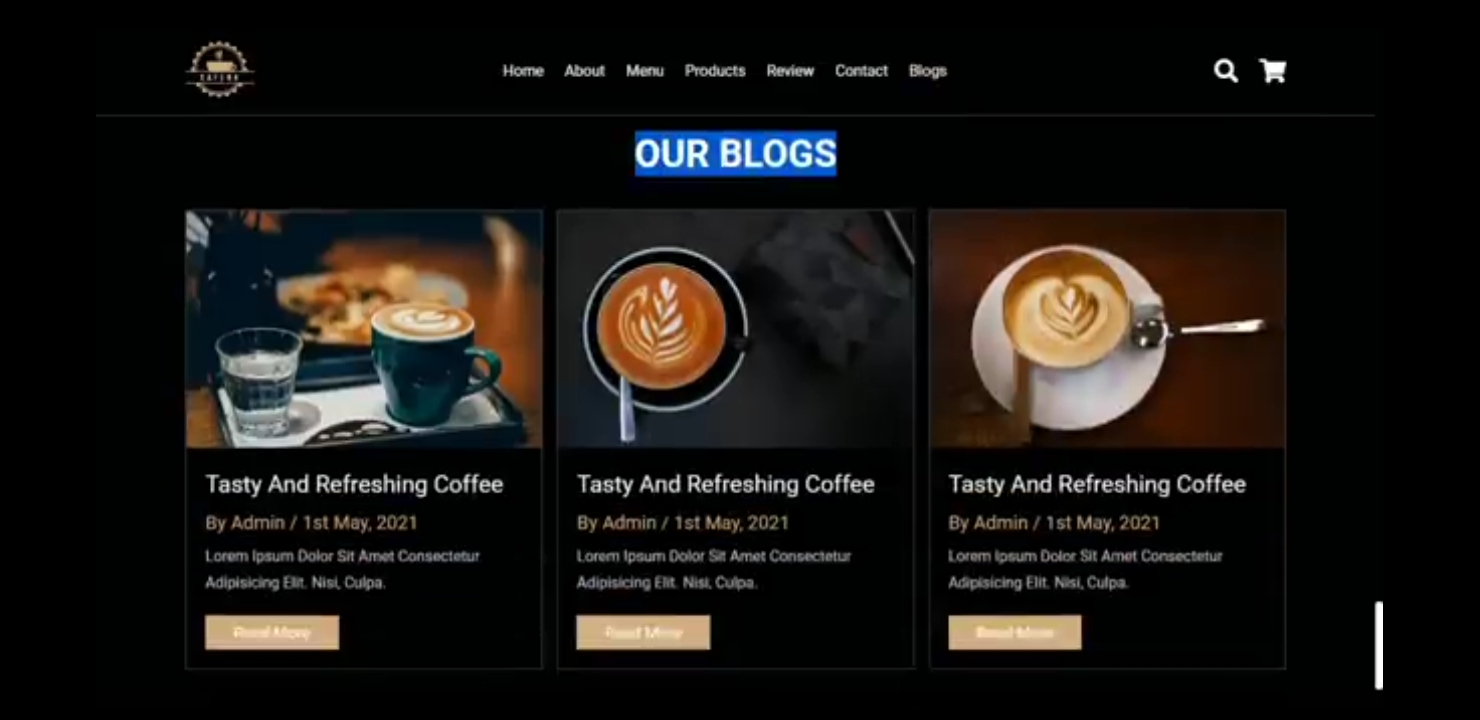 Home About Menu Products Review Contact Blogs
OUR BLOGS
Tasty And Refreshing Coffee
By Admin / 1st May, 2021
Lorem Ipsum Dolor Sit Amet Consectetur
Adipisicing Elit. Nisi, Culpa.
Read More
Tasty And Refreshing Coffee
By Admin / 1st May, 2021
Lorem Ipsum Dolor Sit Amet Consectetur
Adipisicing Elit. Nisi, Culpa.
Read More
Tasty And Refreshing Coffee
By Admin / 1st May, 2021
Lorem Ipsum Dolor Sit Amet Consectetur
Adipisicing Elit. Nisi, Culpa.
Read More